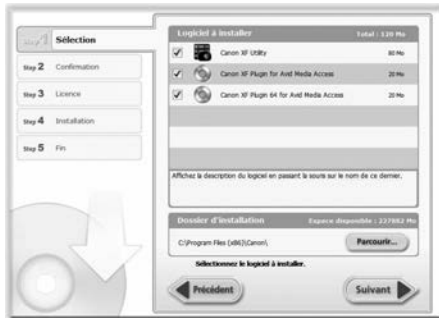 Step 1 Sélection
Step 2 Confirmation
Step 3 Licence
Step 4 Installation
Step 5 Fin
Logiciel à installer Total : 120 Mo
Canon XF Utility 80 Mo
Canon XF Plugin for Avid Media Access 20 Mo
Canon XF Plugin 64 for Avid Media Access 20 Mo
Affichez la description du logiciel en passant la souris sur le nom de ce dernier.
Dossier d'installation Espace disponible : 227882 Mo
C:\Program Files (x86)\Canon\ Parcourir...
Sélectionnez le logiciel à installer.
Précédent Suivant